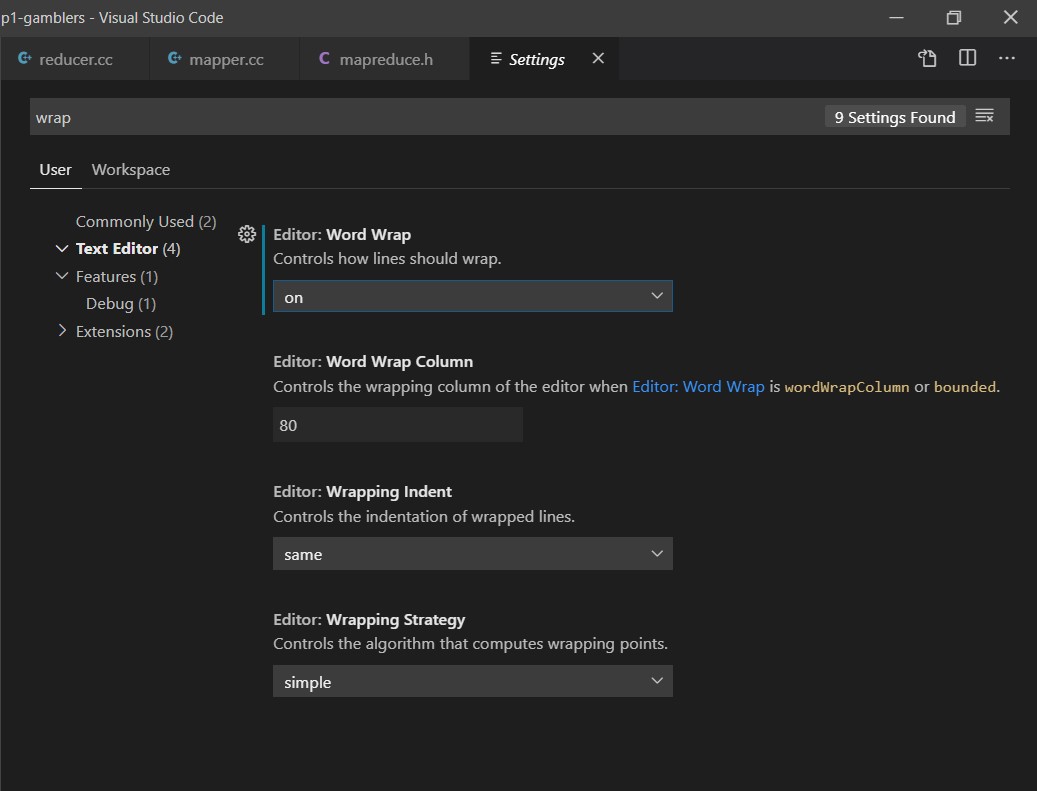 p1-gamblers - Visual Studio Code
reducer.cc mapper.cc mapreduce.h Settings
wrap 9 Settings Found
User Workspace
Commonly Used (2)
Text Editor (4)
Features (1)
Debug (1)
Extensions (2)
Editor: Word Wrap
Controls how lines should wrap.
on
Editor: Word Wrap Column
Controls the wrapping column of the editor when Editor: Word Wrap is wordWrapColumn or bounded.
80
Editor: Wrapping Indent
Controls the indentation of wrapped lines.
same
Editor: Wrapping Strategy
Controls the algorithm that computes wrapping points.
simple